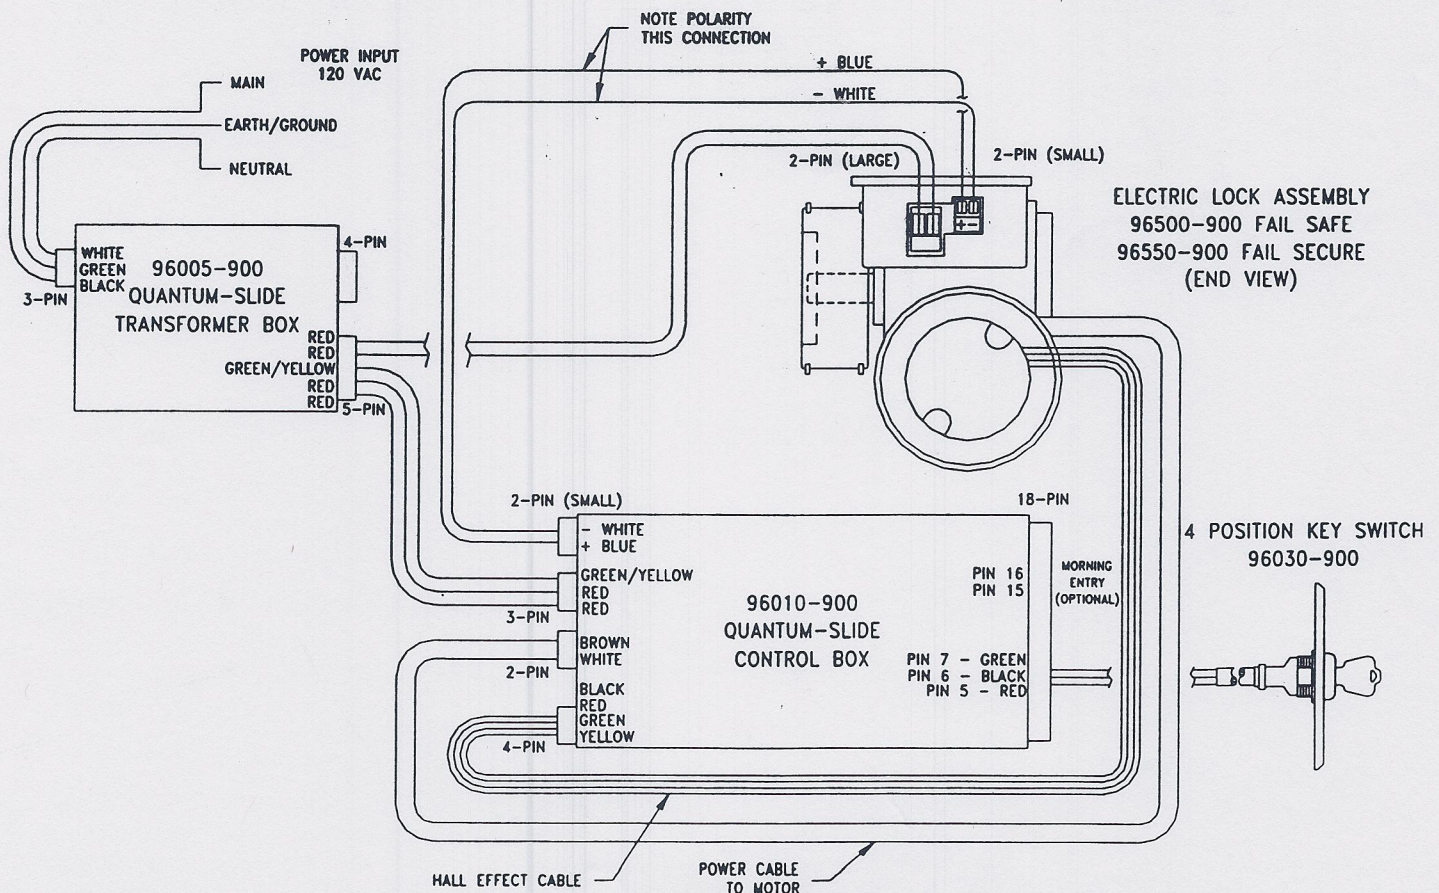 NOTE POLARITY
THIS CONNECTION
POWER INPUT
120 VAC
MAIN
EARTH/GROUND
NEUTRAL
+ BLUE
- WHITE
2-PIN (LARGE)
2-PIN (SMALL)
+ -
ELECTRIC LOCK ASSEMBLY
96500-900 FAIL SAFE
96550-900 FAIL SECURE
(END VIEW)
WHITE
GREEN
BLACK
3-PIN
4-PIN
96005-900
QUANTUM-SLIDE
TRANSFORMER BOX
RED
RED
GREEN/YELLOW
RED
RED
5-PIN
2-PIN (SMALL)
18-PIN
- WHITE
+ BLUE
GREEN/YELLOW
RED
RED
3-PIN
BROWN
WHITE
2-PIN
BLACK
RED
GREEN
YELLOW
4-PIN
96010-900
QUANTUM-SLIDE
CONTROL BOX
PIN 16
PIN 15
PIN 7 - GREEN
PIN 6 - BLACK
PIN 5 - RED
MORNING
ENTRY
(OPTIONAL)
4 POSITION KEY SWITCH
96030-900
HALL EFFECT CABLE
POWER CABLE
TO MOTOR